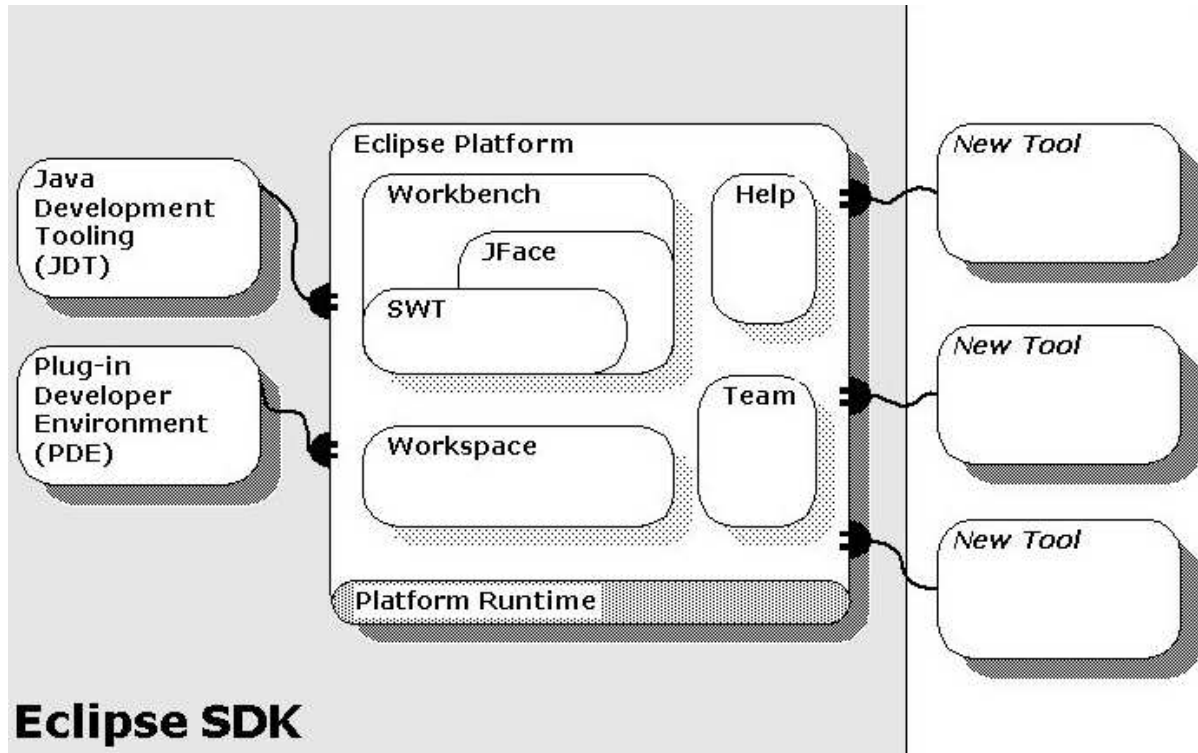 Eclipse Platform
Java
Development
Tooling
(JDT)
Plug-in
Developer
Environment
(PDE)
Workbench
JFace
SWT
Workspace
Help
Team
Platform Runtime
New Tool
New Tool
New Tool
Eclipse SDK